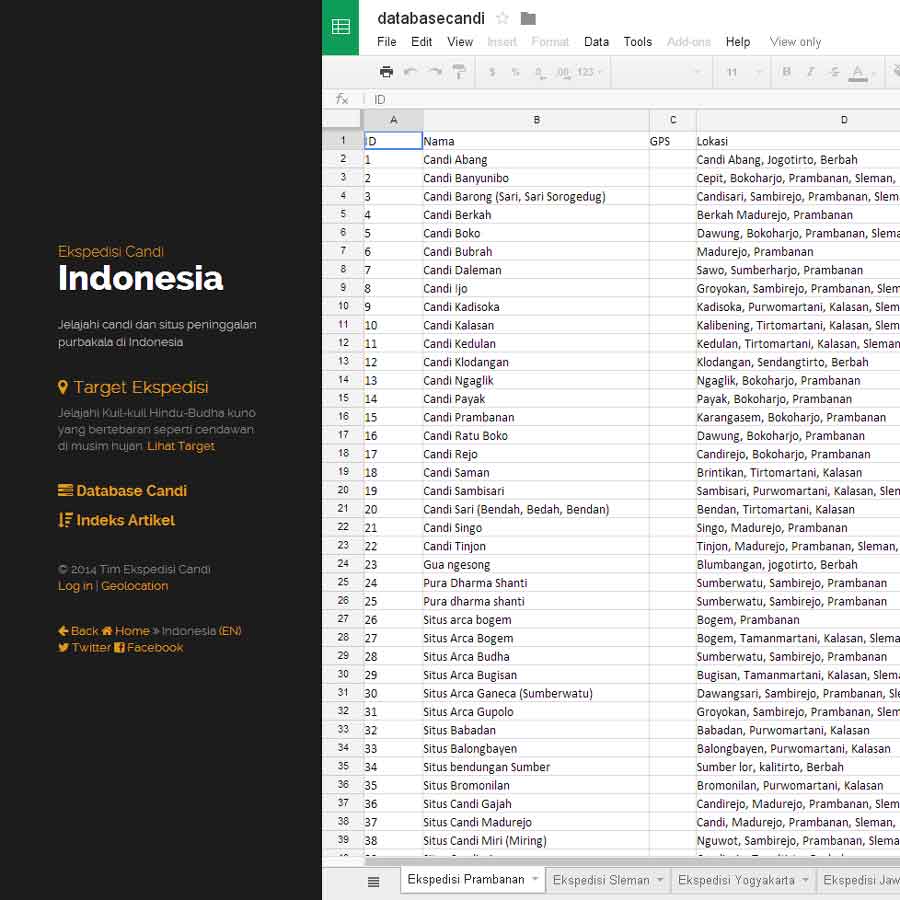 Ekspedisi Candi
Indonesia
Jelajahi candi dan situs peninggalan
purbakala di Indonesia
Target Ekspedisi
Jelajahi Kuil-kuil Hindu-Budha kuno
yang bertebaran seperti cendawan
di musim hujan. Lihat Target
Database Candi
Indeks Artikel
© 2014 Tim Ekspedisi Candi
Log in | Geolocation
Back Home » Indonesia (EN)
Twitter Facebook
databasecandi
File Edit View Insert Format Data Tools Add-ons Help View only
$ % .0 .00 123 11 B I S A
fx ID
A B C D
1 ID Nama GPS Lokasi
2 1 Candi Abang Candi Abang, Jogotirto, Berbah
3 2 Candi Banyunibo Cepit, Bokoharjo, Prambanan, Sleman,
4 3 Candi Barong (Sari, Sari Sorogedug) Candisari, Sambirejo, Prambanan, Slem
5 4 Candi Berkah Berkah Madurejo, Prambanan
6 5 Candi Boko Dawung, Bokoharjo, Prambanan, Slema
7 6 Candi Bubrah Madurejo, Prambanan
8 7 Candi Daleman Sawo, Sumberharjo, Prambanan
9 8 Candi Ijo Groyokan, Sambirejo, Prambanan, Slem
10 9 Candi Kadisoka Kadisoka, Purwomartani, Kalasan, Slem
11 10 Candi Kalasan Kalibening, Tirtomartani, Kalasan, Slem
12 11 Candi Kedulan Kedulan, Tirtomartani, Kalasan, Sleman
13 12 Candi Klodangan Klodangan, Sendangtirto, Berbah
14 13 Candi Ngaglik Ngaglik, Bokoharjo, Prambanan
15 14 Candi Payak Payak, Bokoharjo, Prambanan
16 15 Candi Prambanan Karangasem, Bokoharjo, Prambanan
17 16 Candi Ratu Boko Dawung, Bokoharjo, Prambanan
18 17 Candi Rejo Candirejo, Bokoharjo, Prambanan
19 18 Candi Saman Brintikan, Tirtomartani, Kalasan
20 19 Candi Sambisari Sambisari, Purwomartani, Kalasan, Slen
21 20 Candi Sari (Bendah, Bedah, Bendan) Bendan, Tirtomartani, Kalasan
22 21 Candi Singo Singo, Madurejo, Prambanan
23 22 Candi Tinjon Tinjon, Madurejo, Prambanan, Sleman,
24 23 Gua ngesong Blumbangan, jogotirto, Berbah
25 24 Pura Dharma Shanti Sumberwatu, Sambirejo, Prambanan
26 25 Pura dharma shanti Sumberwatu, Sambirejo, Prambanan
27 26 Situs arca bogem Bogem, Prambanan
28 27 Situs Arca Bogem Bogem, Tamanmartani, Kalasan, Slema
29 28 Situs Arca Budha Sumberwatu, Sambirejo, Prambanan
30 29 Situs Arca Bugisan Bugisan, Tamanmartani, Kalasan, Slema
31 30 Situs Arca Ganeca (Sumberwatu) Dawangsari, Sambirejo, Prambanan, Sl
32 31 Situs Arca Gupolo Groyokan, Sambirejo, Prambanan, Slem
33 32 Situs Babadan Babadan, Purwomartani, Kalasan
34 33 Situs Balongbayen Balongbayen, Purwomartani, Kalasan
35 34 Situs bendungan Sumber Sumber lor, kalitirto, Berbah
36 35 Situs Bromonilan Bromonilan, Purwomartani, Kalasan
37 36 Situs Candi Gajah Candirejo, Madurejo, Prambanan, Slem
38 37 Situs Candi Madurejo Candi, Madurejo, Prambanan, Sleman,
39 38 Situs Candi Miri (Miring) Nguwot, Sambirejo, Prambanan, Slema
Ekspedisi Prambanan Ekspedisi Sleman Ekspedisi Yogyakarta Ekspedisi Jaw